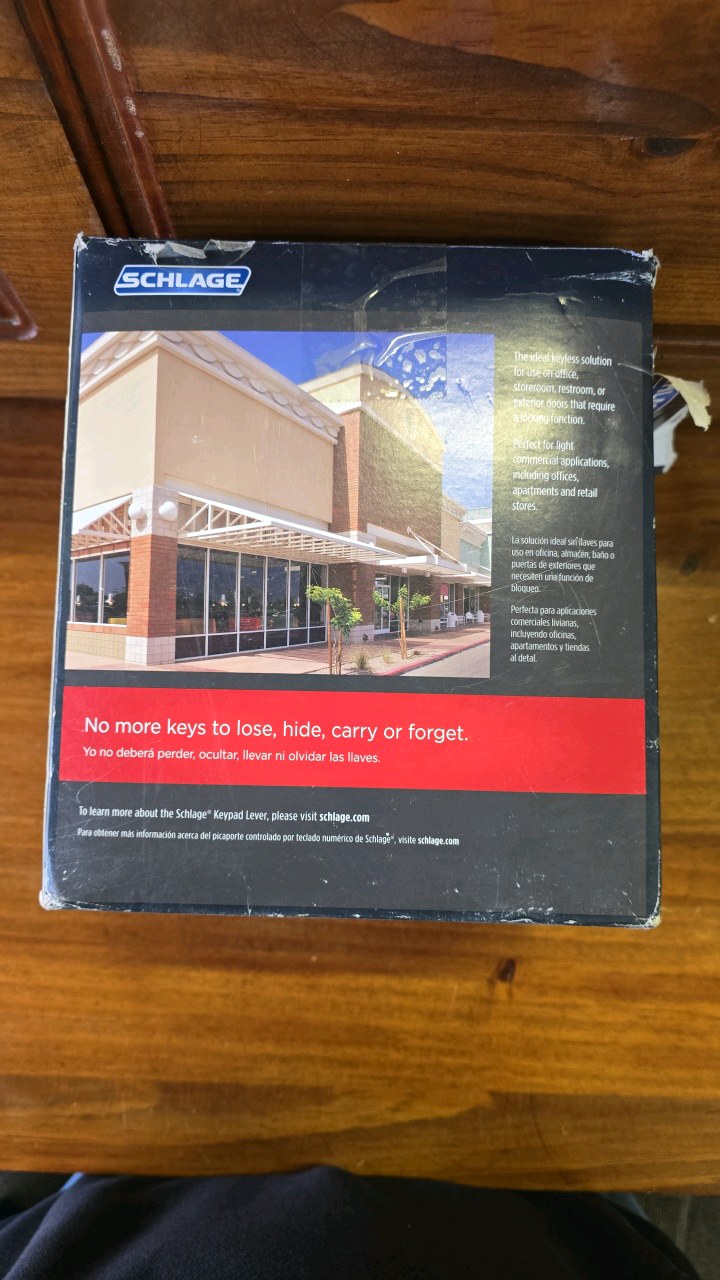 SCHLAGE
The ideal keyless solution
for use on office,
storeroom, restroom, or
exterior doors that require
a locking function.
Perfect for light
commercial applications,
including offices,
apartments and retail
stores.
La solución ideal sin llaves para
uso en oficina, almacén, baño o
puertas de exteriores que
necesiten una función de
bloqueo.
Perfecta para aplicaciones
comerciales livianas,
incluyendo oficinas,
apartamentos y tiendas
al detal.
No more keys to lose, hide, carry or forget.
Yo no deberá perder, ocultar, llevar ni olvidar las llaves.
To learn more about the Schlage® Keypad Lever, please visit schlage.com
Para obtener más información acerca del picaporte controlado por teclado numérico de Schlage®, visite schlage.com